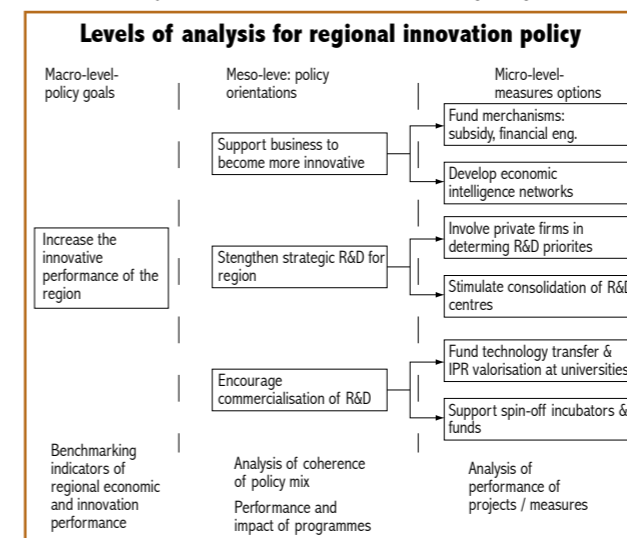 Levels of analysis for regional innovation policy
Macro-level-
policy goals
Meso-leve: policy
orientations
Micro-level-
measures options
Fund merchanisms:
subsidy, financial eng.
Support business to
become more innovative
Develop economic
intelligence networks
Increase the
innovative
performance of the
region
Stengthen strategic R&D for
region
Involve private firms in
determing R&D priorites
Stimulate consolidation of R&D
centres
Encourage
commercialisation of R&D
Fund technology transfer &
IPR valorisation at universities
Support spin-off incubators &
funds
Benchmarking
indicators of
regional economic
and innovation
performance
Analysis of coherence
of policy mix
Performance and
impact of programmes
Analysis of
performance of
projects / measures